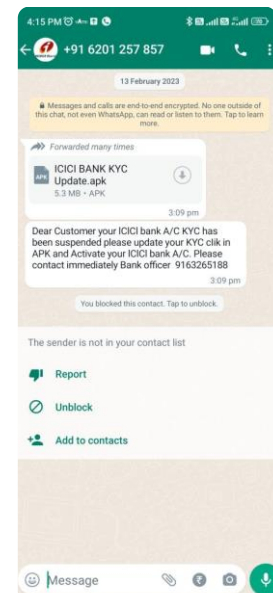 4:15 PM
+91 6201 257 857
13 February 2023
Messages and calls are end-to-end encrypted. No one outside of
this chat, not even WhatsApp, can read or listen to them. Tap to learn
more.
Forwarded many times
APK
ICICI BANK KYC
Update.apk
5.3 MB • APK
3:09 pm
Dear Customer your ICICI bank A/C KYC has
been suspended please update your KYC clik in
APK and Activate your ICICI bank A/C. Please
contact immediately Bank officer 9163265188
3:09 pm
You blocked this contact. Tap to unblock.
The sender is not in your contact list
Report
Unblock
Add to contacts
Message